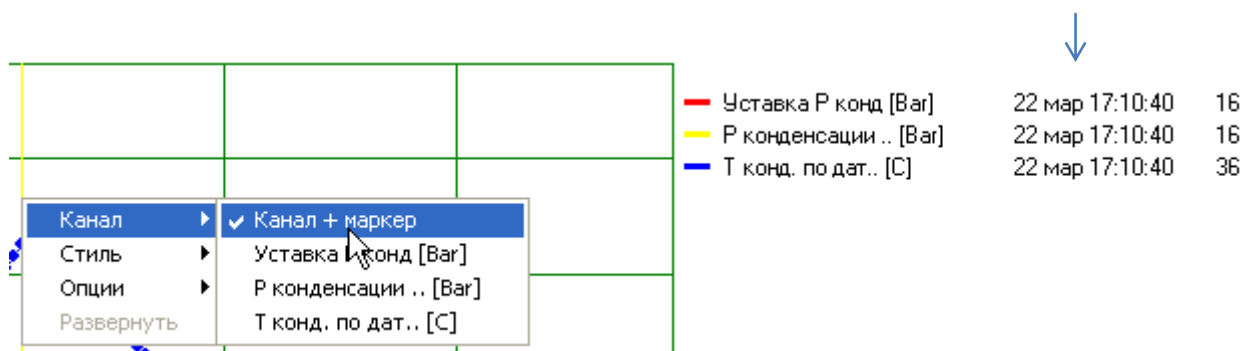 Уставка Р конд [Bar] 22 мар 17:10:40 16
Р конденсации .. [Bar] 22 мар 17:10:40 16
Т конд. по дат.. [C] 22 мар 17:10:40 36
Канал
Стиль
Опции
Развернуть
Канал + маркер
Уставка Р конд [Bar]
Р конденсации .. [Bar]
Т конд. по дат.. [C]